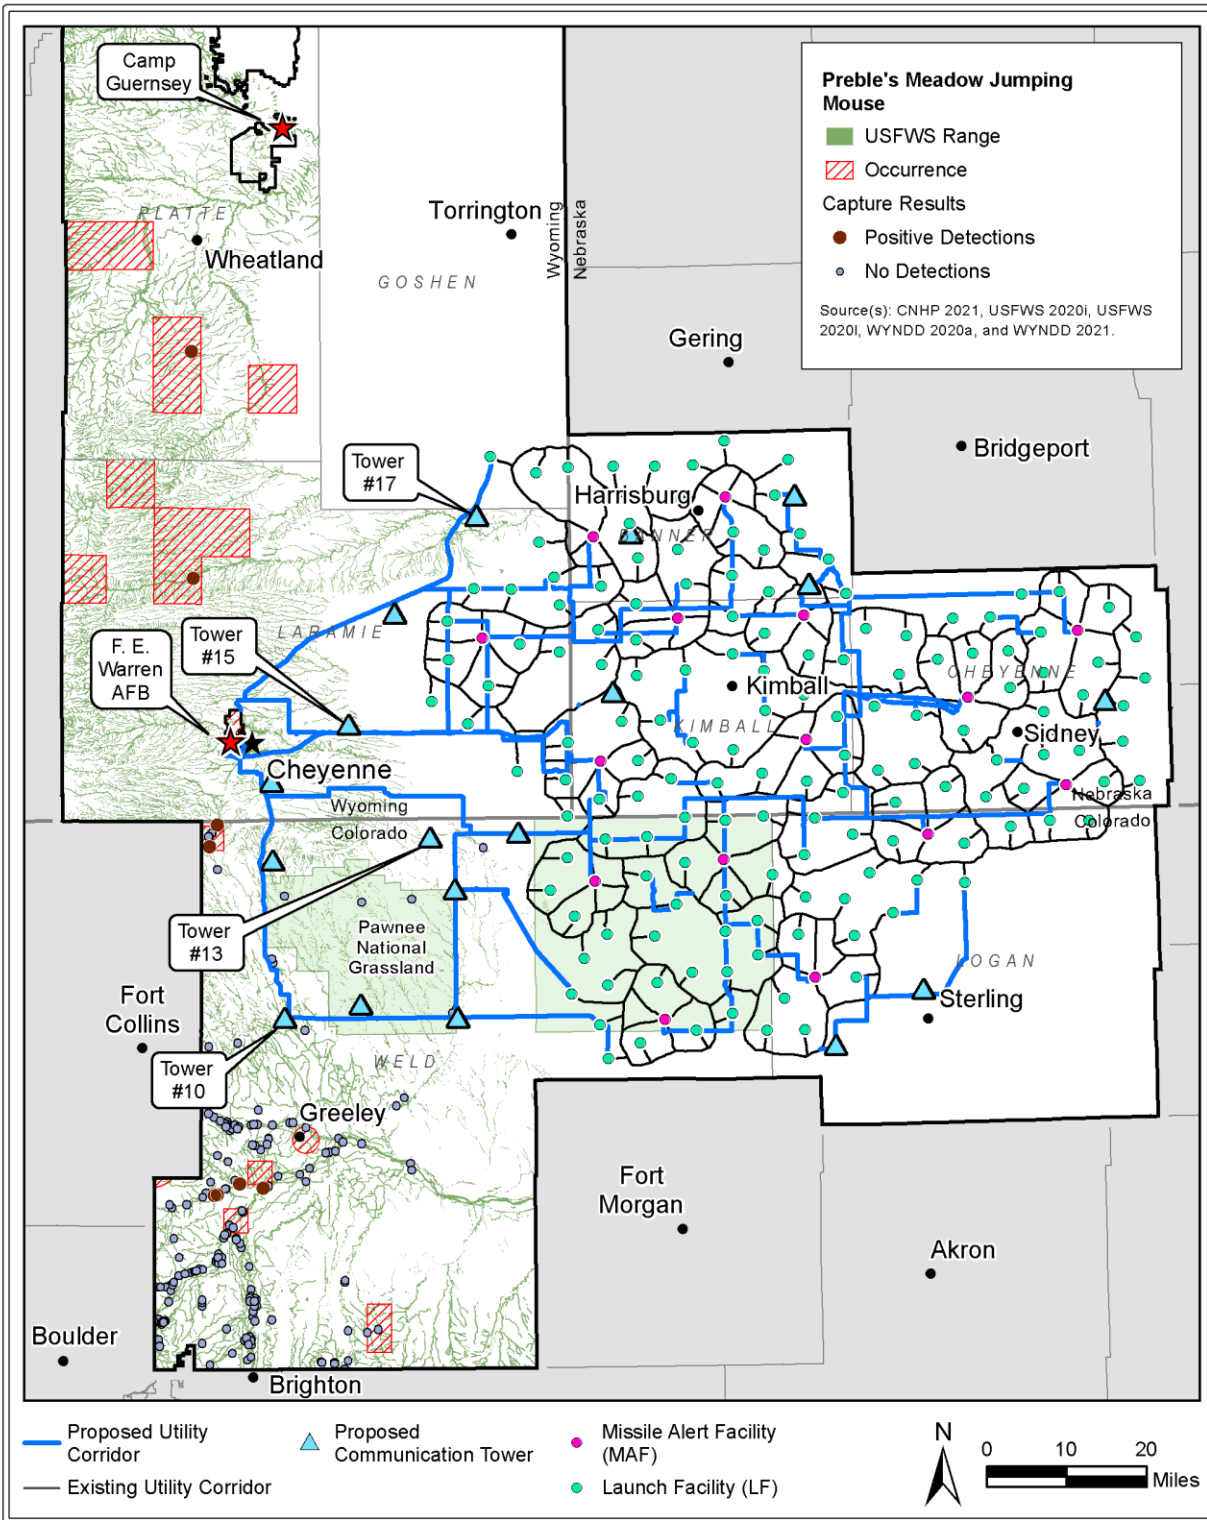 Camp
Guernsey
Preble's Meadow Jumping
Mouse
USFWS Range
Occurrence
Capture Results
Positive Detections
No Detections
Source(s): CNHP 2021, USFWS 2020i, USFWS
2020l, WYNDD 2020a, and WYNDD 2021.
PLATTE
Torrington
Wyoming
Nebraska
Wheatland
GOSHEN
Gering
Bridgeport
Tower
#17
Harrisburg
BANNER
F. E.
Warren
AFB
Tower
#15
LARAMIE
CHEYENNE
Kimball
KIMBALL
Sidney
Cheyenne
Wyoming
Colorado
Nebraska
Colorado
Tower
#13
Pawnee
National
Grassland
LOGAN
Sterling
Fort
Collins
Tower
#10
WELD
Greeley
Fort
Morgan
Akron
Boulder
Brighton
Proposed Utility
Corridor
Existing Utility Corridor
Proposed
Communication Tower
Missile Alert Facility
(MAF)
Launch Facility (LF)
N
0 10 20
Miles